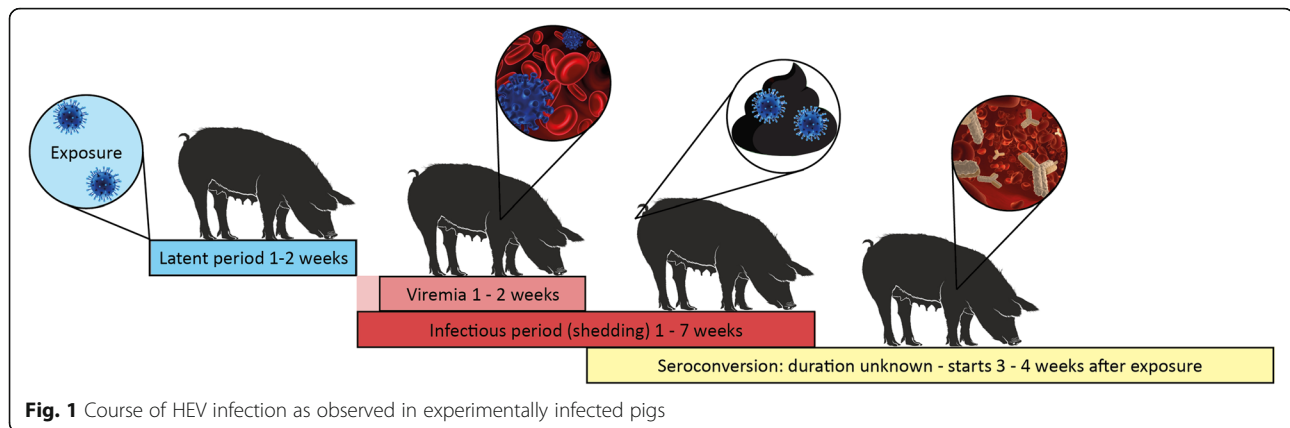 Exposure
Latent period 1-2 weeks
Viremia 1 - 2 weeks
Infectious period (shedding) 1 - 7 weeks
Seroconversion: duration unknown - starts 3 - 4 weeks after exposure
Fig. 1 Course of HEV infection as observed in experimentally infected pigs